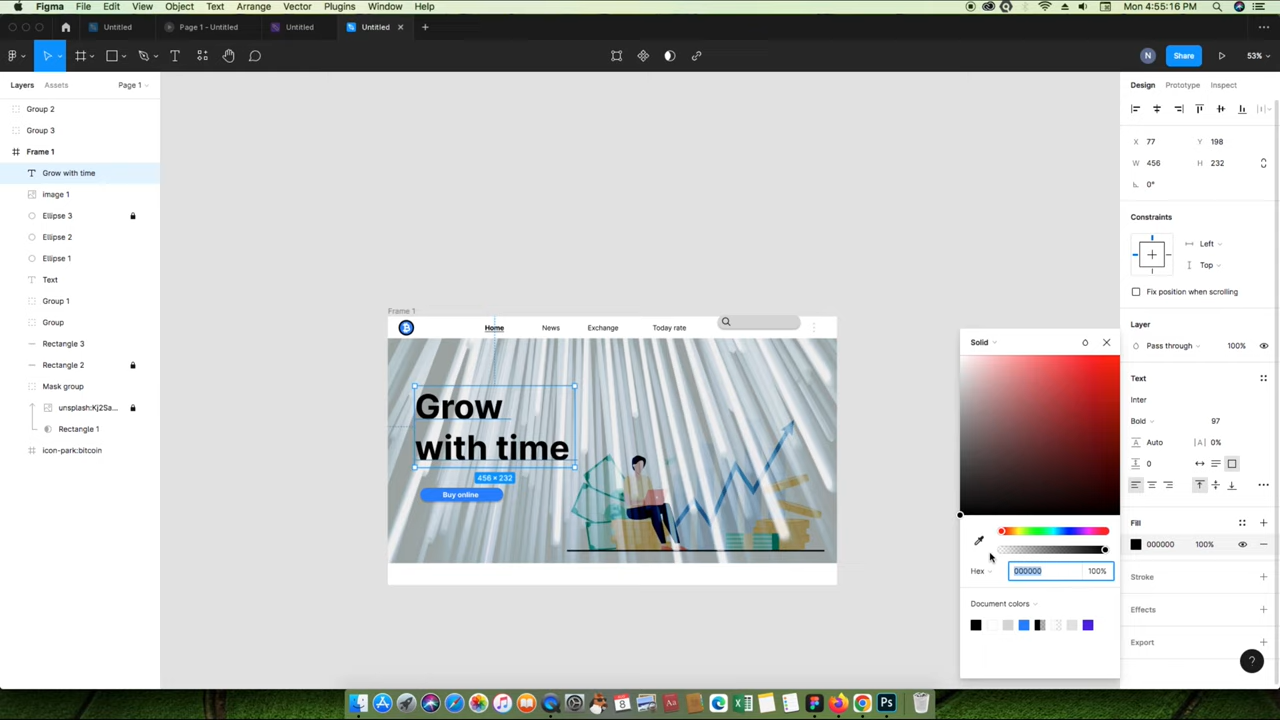 Figma File Edit View Object Text Arrange Vector Plugins Window Help Mon 4:55:16 PM
Untitled Page 1 - Untitled Untitled Untitled
N Share 53%
Layers Assets Page 1
Group 2
Group 3
Frame 1
Grow with time
image 1
Ellipse 3
Ellipse 2
Ellipse 1
Text
Group 1
Group
Rectangle 3
Rectangle 2
Mask group
unsplash:Kj2Sa...
Rectangle 1
icon-park:bitcoin
Frame 1
Home News Exchange Today rate
Grow
with time
456 × 232
Buy online
Solid
Hex 000000 100%
Document colors
Design Prototype Inspect
X 77 Y 198
W 456 H 232
0°
Constraints
Left
Top
Fix position when scrolling
Layer
Pass through 100%
Text
Inter
Bold 97
A Auto |A| 0%
0
Fill
000000 100%
Stroke
Effects
Export
?
8
Aa
Ps